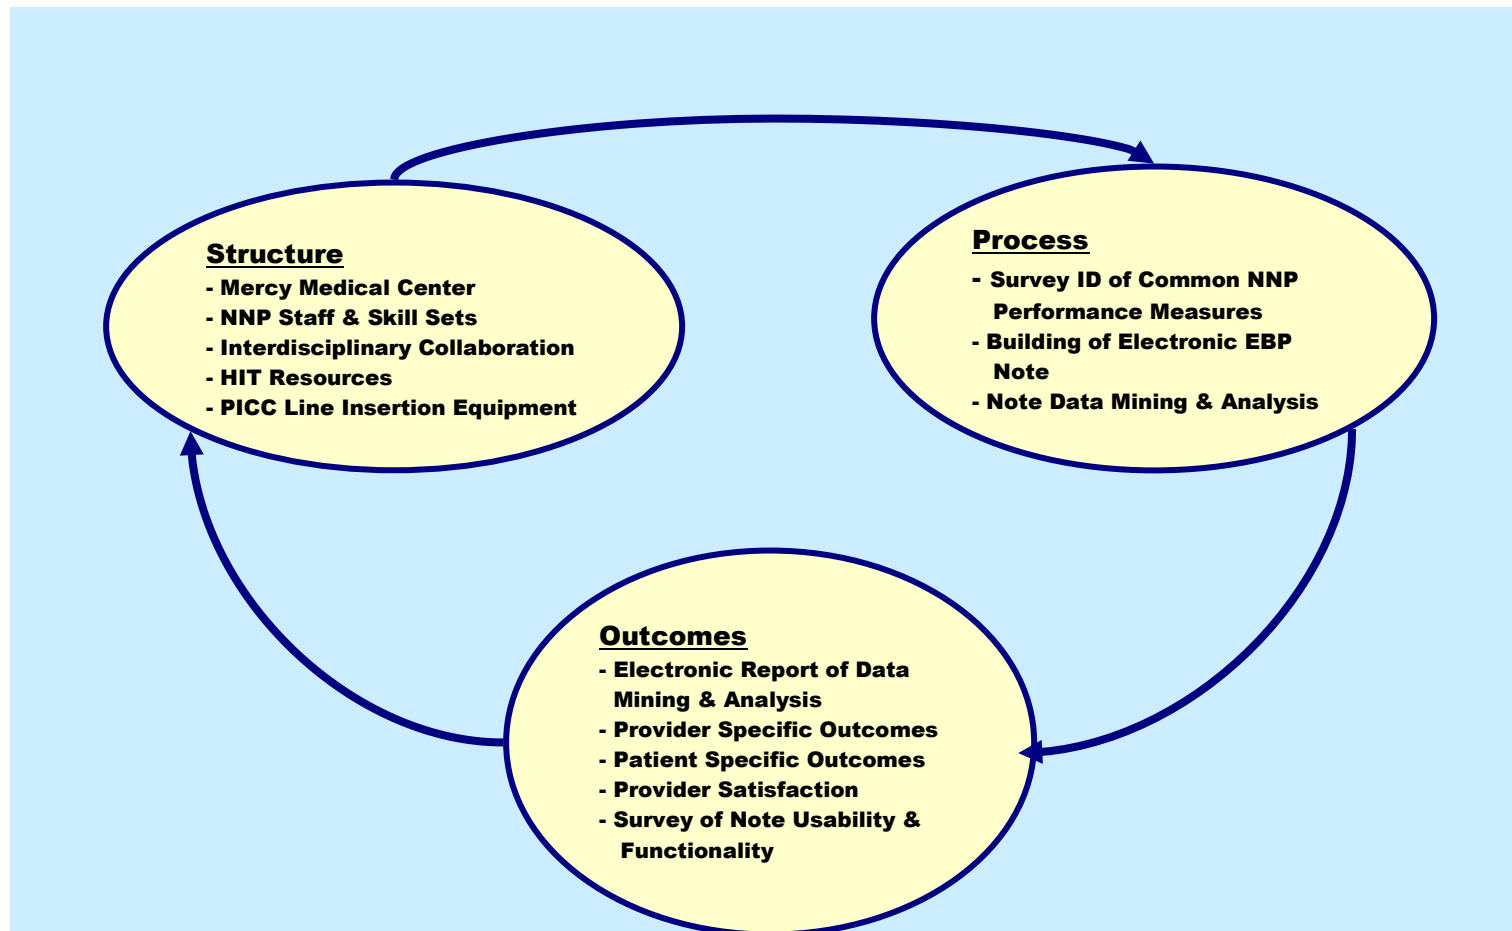 Structure
- Mercy Medical Center
- NNP Staff & Skill Sets
- Interdisciplinary Collaboration
- HIT Resources
- PICC Line Insertion Equipment
Process
- Survey ID of Common NNP
Performance Measures
- Building of Electronic EBP
Note
- Note Data Mining & Analysis
Outcomes
- Electronic Report of Data
Mining & Analysis
- Provider Specific Outcomes
- Patient Specific Outcomes
- Provider Satisfaction
- Survey of Note Usability &
Functionality